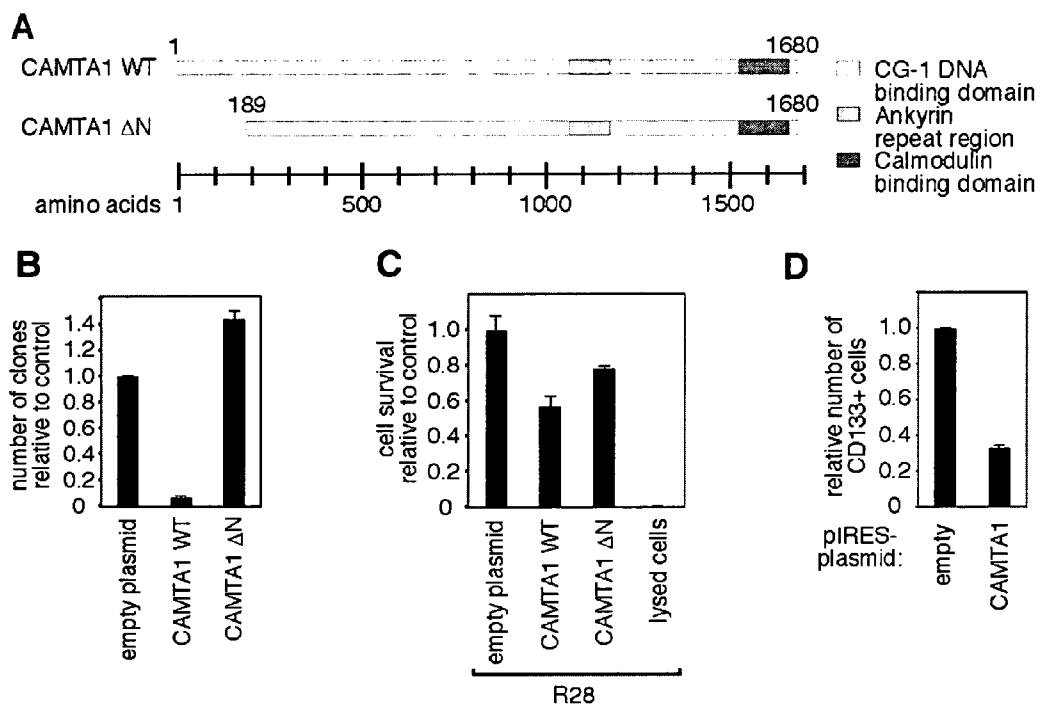 A
1
1680
CAMTA1 WT
189
1680
CAMTA1 ΔN
amino acids
1
500
1000
1500
CG-1 DNA
binding domain
Ankyrin
repeat region
Calmodulin
binding domain
B
number of clones
relative to control
1.4
1.2
1.0
0.8
0.6
0.4
0.2
0
empty plasmid
CAMTA1 WT
CAMTA1 ΔN
C
cell survival
relative to control
1.0
0.8
0.6
0.4
0.2
0
empty plasmid
CAMTA1 WT
CAMTA1 ΔN
lysed cells
R28
D
relative number of
CD133+ cells
1.0
0.8
0.6
0.4
0.2
0
pIRES-
plasmid:
empty
CAMTA1